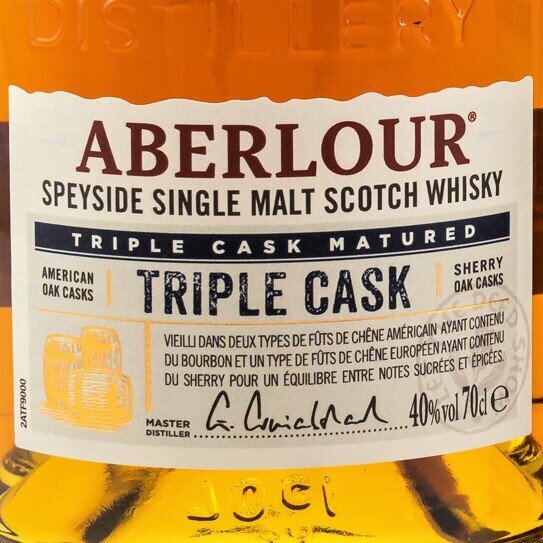 DISTILLERY
ABERLOUR®
SPEYSIDE SINGLE MALT SCOTCH WHISKY
TRIPLE CASK MATURED
AMERICAN
OAK CASKS
TRIPLE CASK
SHERRY
OAK CASKS
VIEILLI DANS DEUX TYPES DE FÛTS DE CHÊNE AMÉRICAIN AYANT CONTENU
DU BOURBON ET UN TYPE DE FÛTS DE CHÊNE EUROPÉEN AYANT CONTENU
DU SHERRY POUR UN ÉQUILIBRE ENTRE NOTES SUCRÉES ET ÉPICÉES.
MASTER
DISTILLER
40%vol 70cl e
2ATF9000